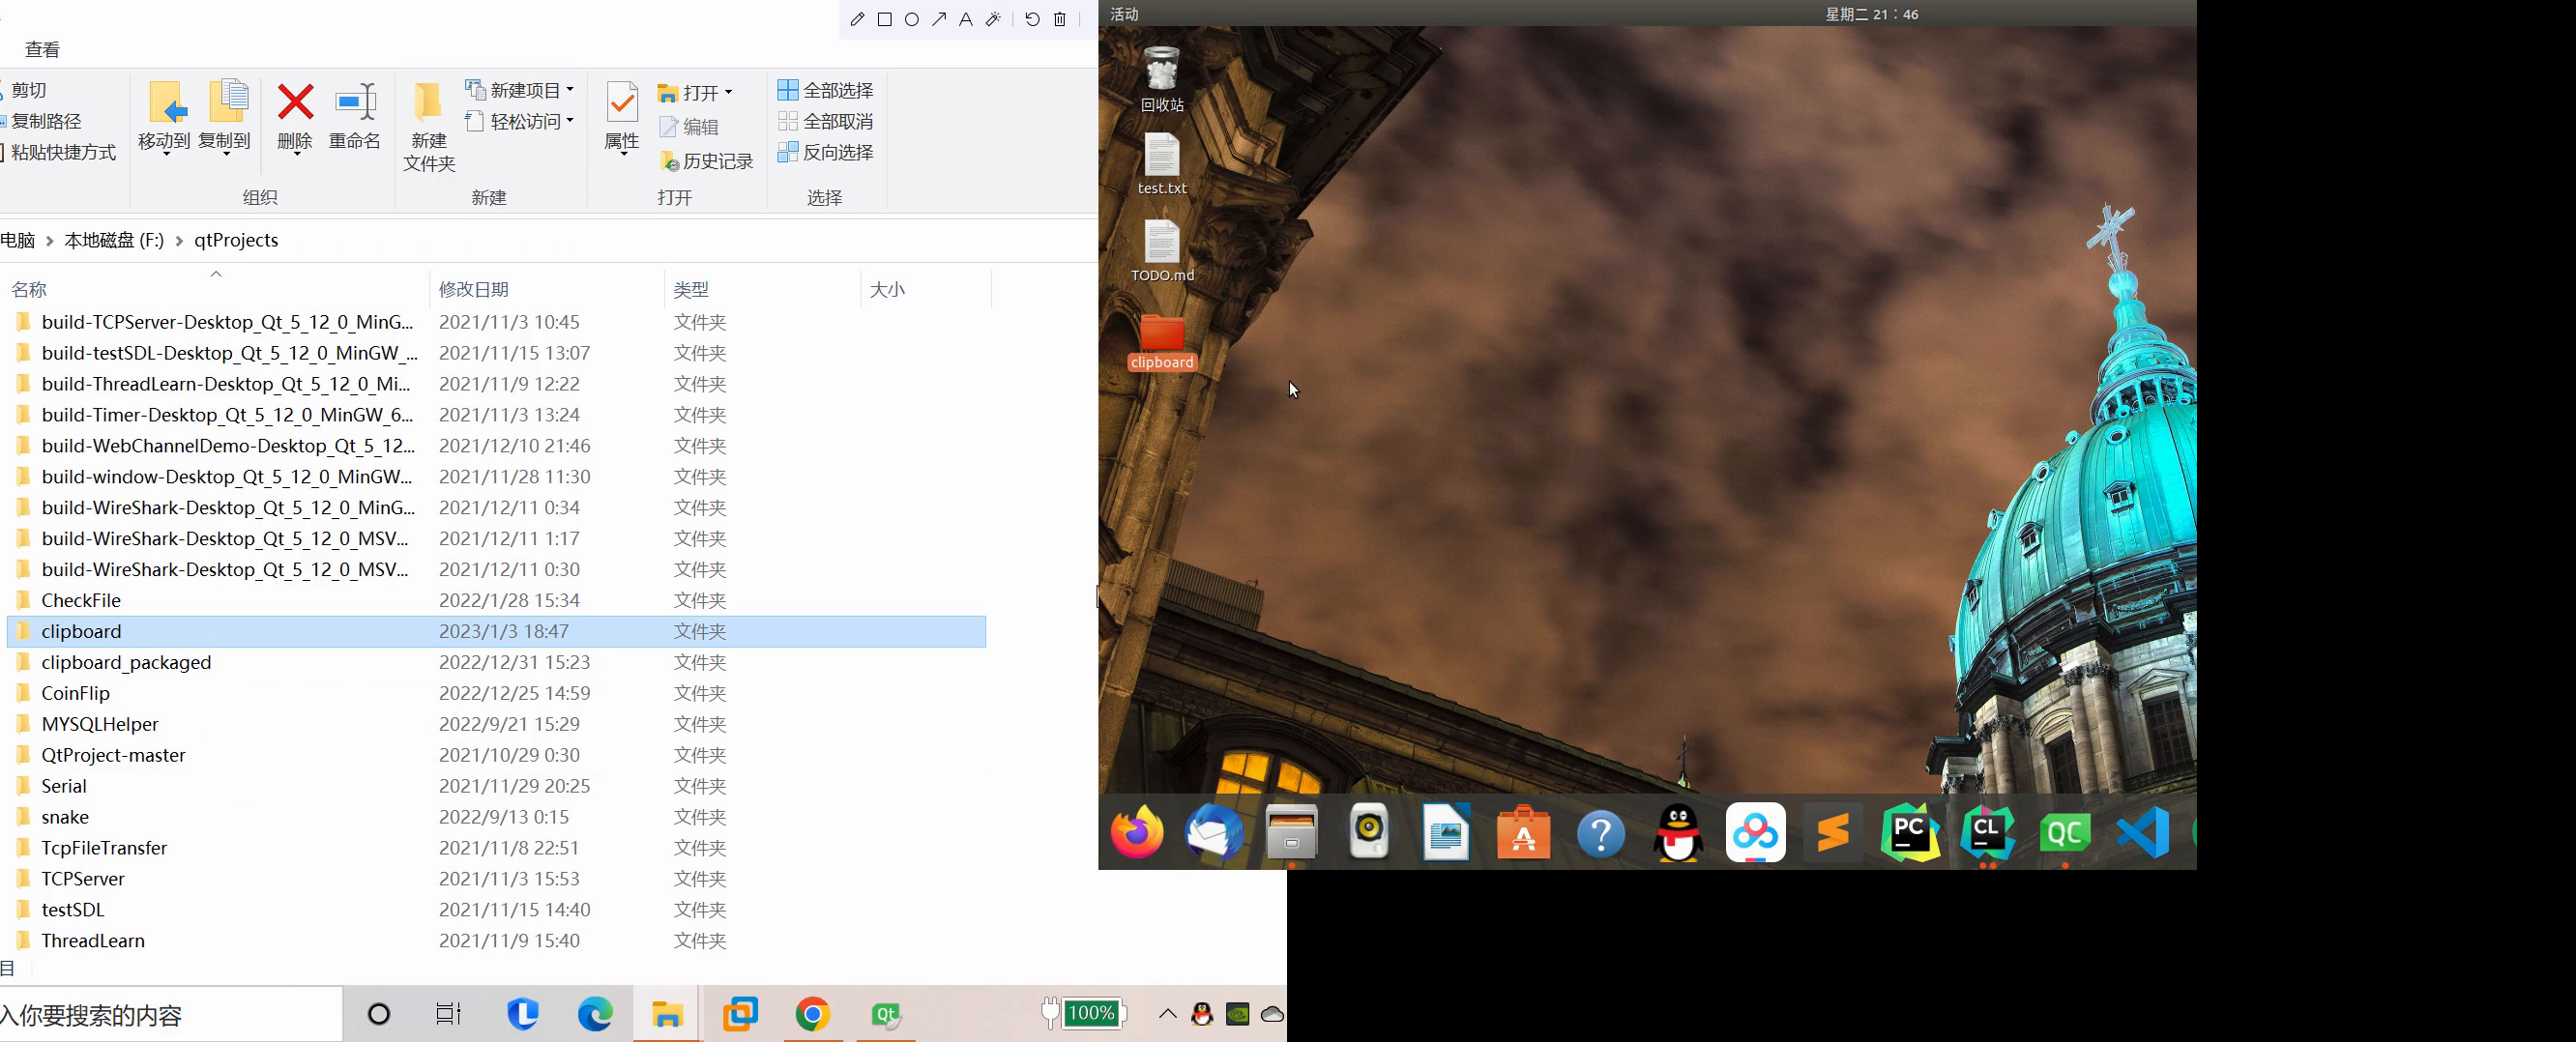 查看
剪切
复制路径
粘贴快捷方式
移动到
复制到
删除
重命名
组织
新建
文件夹
新建项目
轻松访问
新建
属性
打开
编辑
历史记录
打开
全部选择
全部取消
反向选择
选择
电脑 > 本地磁盘 (F:) > qtProjects
名称 修改日期 类型 大小
build-TCPServer-Desktop_Qt_5_12_0_MinG... 2021/11/3 10:45 文件夹
build-testSDL-Desktop_Qt_5_12_0_MinGW_... 2021/11/15 13:07 文件夹
build-ThreadLearn-Desktop_Qt_5_12_0_Mi... 2021/11/9 12:22 文件夹
build-Timer-Desktop_Qt_5_12_0_MinGW_6... 2021/11/3 13:24 文件夹
build-WebChannelDemo-Desktop_Qt_5_12... 2021/12/10 21:46 文件夹
build-window-Desktop_Qt_5_12_0_MinGW... 2021/11/28 11:30 文件夹
build-WireShark-Desktop_Qt_5_12_0_MinG... 2021/12/11 0:34 文件夹
build-WireShark-Desktop_Qt_5_12_0_MSV... 2021/12/11 1:17 文件夹
build-WireShark-Desktop_Qt_5_12_0_MSV... 2021/12/11 0:30 文件夹
CheckFile 2022/1/28 15:34 文件夹
clipboard 2023/1/3 18:47 文件夹
clipboard_packaged 2022/12/31 15:23 文件夹
CoinFlip 2022/12/25 14:59 文件夹
MYSQLHelper 2022/9/21 15:29 文件夹
QtProject-master 2021/10/29 0:30 文件夹
Serial 2021/11/29 20:25 文件夹
snake 2022/9/13 0:15 文件夹
TcpFileTransfer 2021/11/8 22:51 文件夹
TCPServer 2021/11/3 15:53 文件夹
testSDL 2021/11/15 14:40 文件夹
ThreadLearn 2021/11/9 15:40 文件夹
目
入你要搜索的内容
Qt
100%
活动
星期二 21：46
回收站
test.txt
TODO.md
clipboard
PC
CL
QC